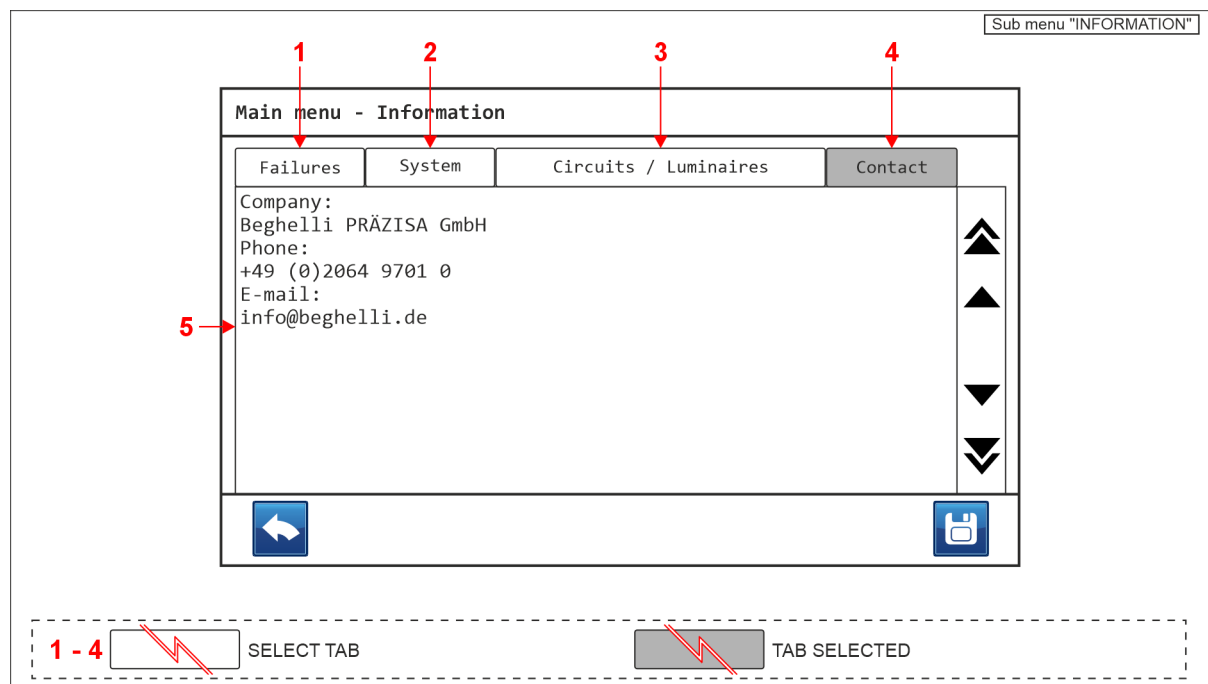 Sub menu "INFORMATION"
1 2 3 4
Main menu - Information
Failures System Circuits / Luminaires Contact
Company:
Beghelli PRÄZISA GmbH
Phone:
+49 (0)2064 9701 0
E-mail:
info@beghelli.de
5
1 - 4 SELECT TAB TAB SELECTED